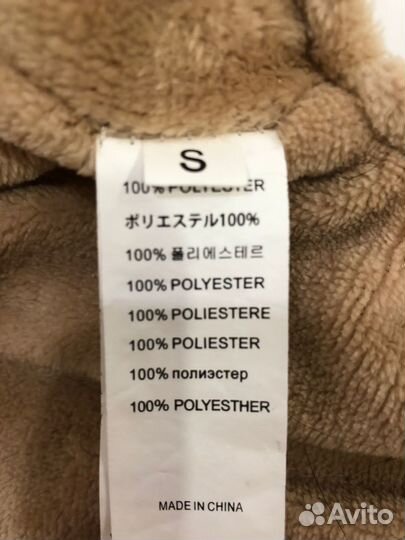 S
100% POLYESTER
ポリエステル100%
100% 폴리에스테르
100% POLYESTER
100% POLIESTERE
100% POLIESTER
100% полиэстер
100% POLYESTHER
MADE IN CHINA
Avito